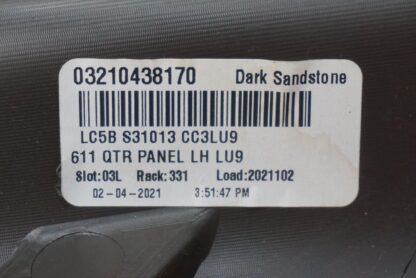 03210438170 Dark Sandstone
LC5B S31013 CC3LU9
611 QTR PANEL LH LU9
Slot:03L Rack:331 Load:2021102
02-04-2021 3:51:47 PM